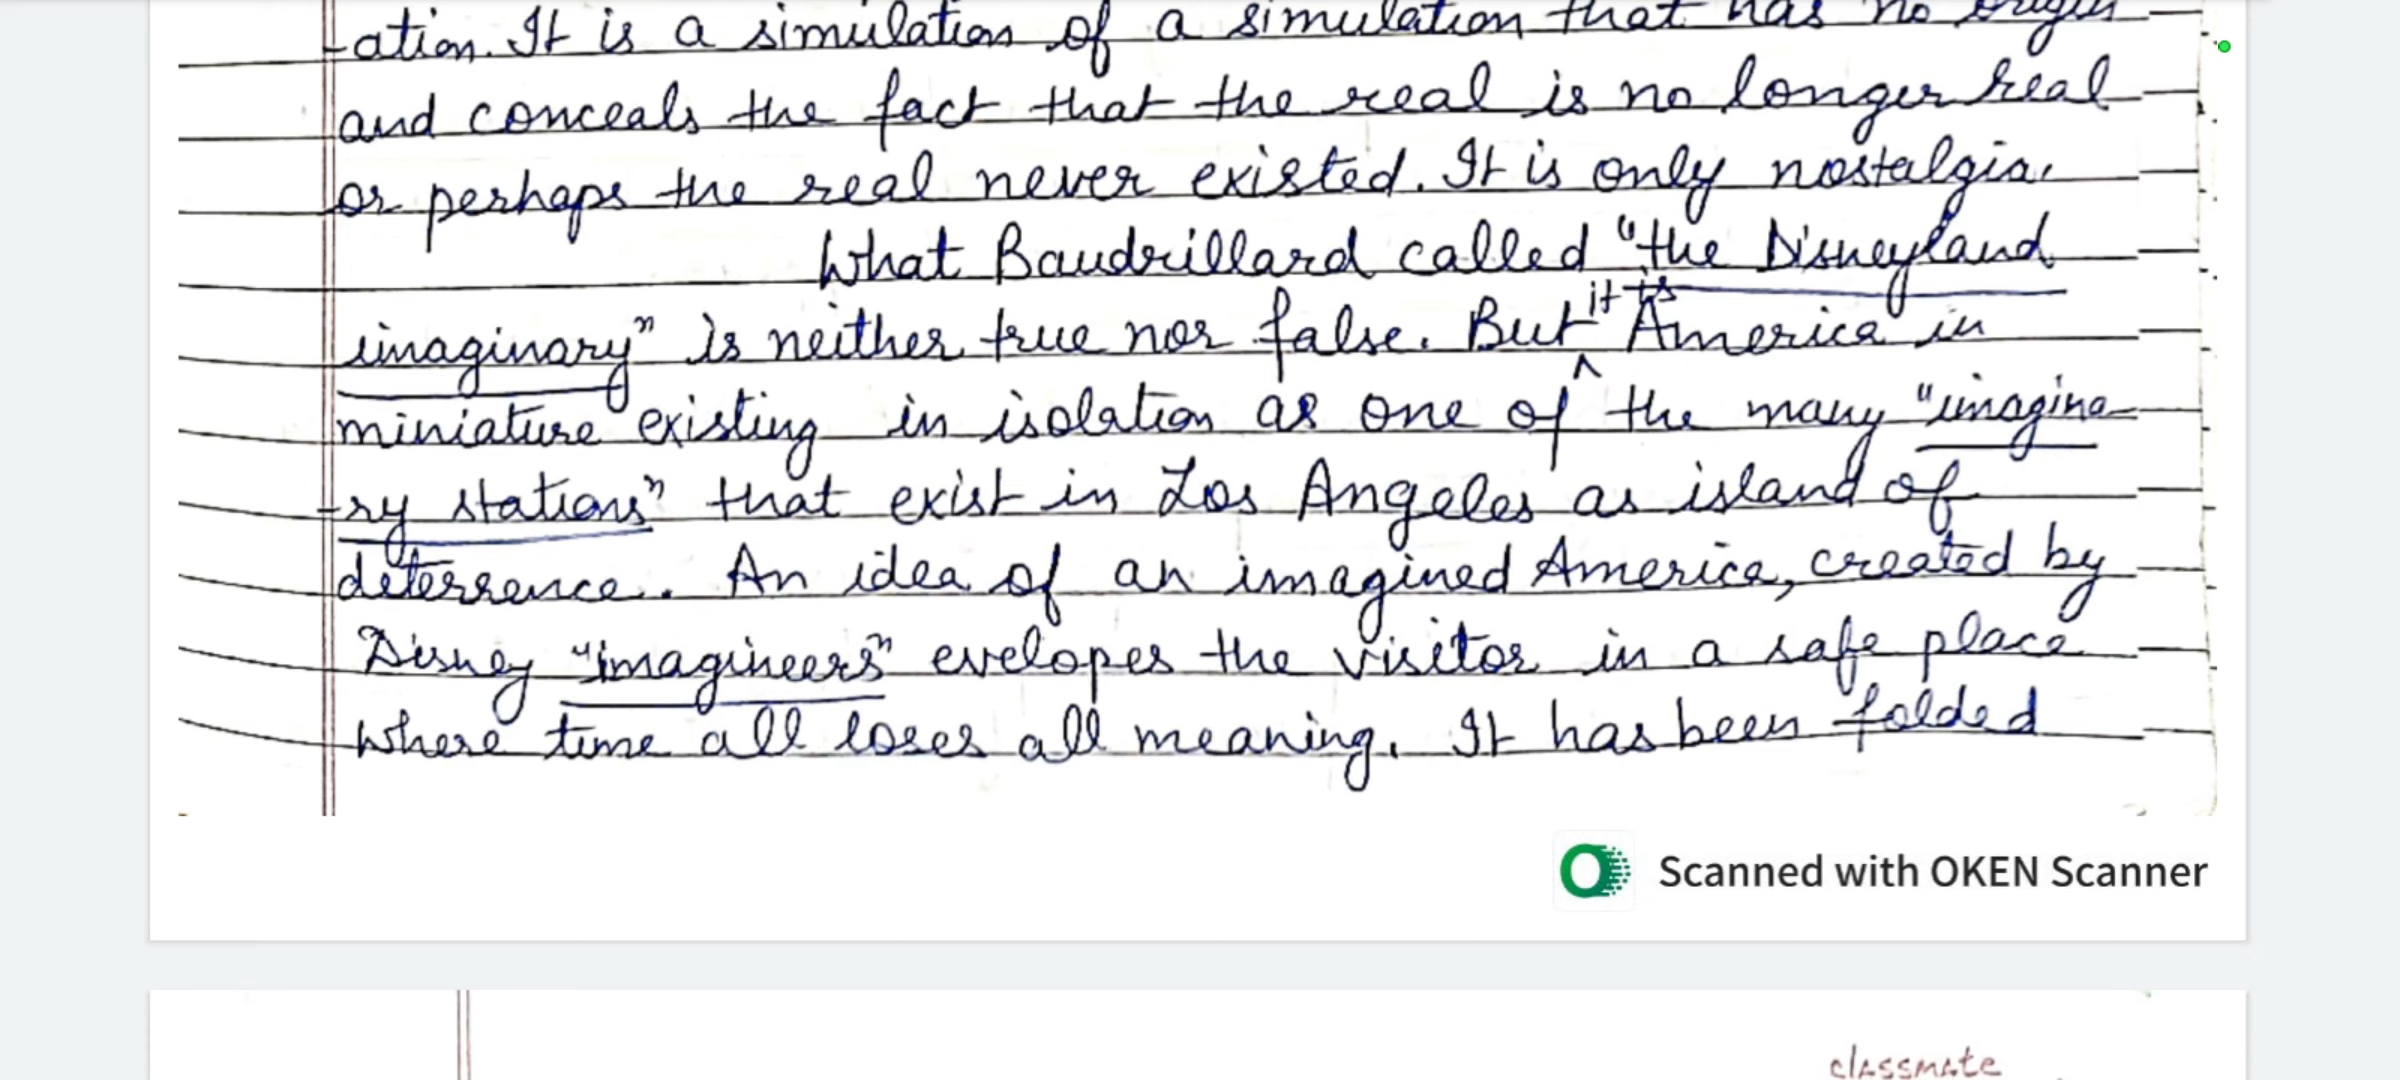 -ation. It is a simulation of a simulation that has no origin
and conceals the fact that the real is no longer real
or perhaps the real never existed. It is only nostalgia.
What Baudrillard called "the Disneyland
imaginary" is neither true nor false. But it is America in
miniature existing in isolation as one of the many "imagina-
-ry stations" that exist in Los Angeles as island of
deterrence. An idea of an imagined America, created by
Disney "imagineers" evelopes the visitor in a safe place
where time all loses all meaning. It has been folded
Scanned with OKEN Scanner
classmate